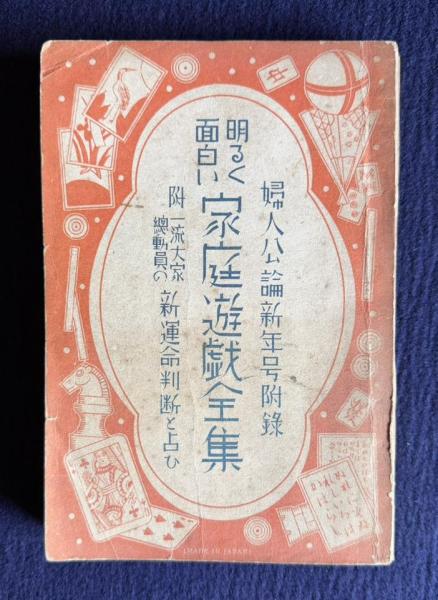 婦人公論新年号附録
明るく
面白い
家庭遊戯全集
附 一流大家
總動員の
新運命判断と占ひ
(MADE IN JAPAN)